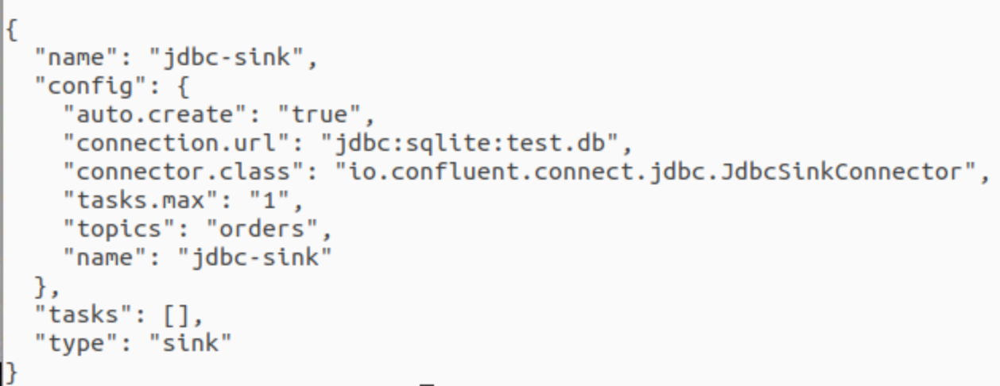 {
  "name": "jdbc-sink",
  "config": {
    "auto.create": "true",
    "connection.url": "jdbc:sqlite:test.db",
    "connector.class": "io.confluent.connect.jdbc.JdbcSinkConnector",
    "tasks.max": "1",
    "topics": "orders",
    "name": "jdbc-sink"
  },
  "tasks": [],
  "type": "sink"
}